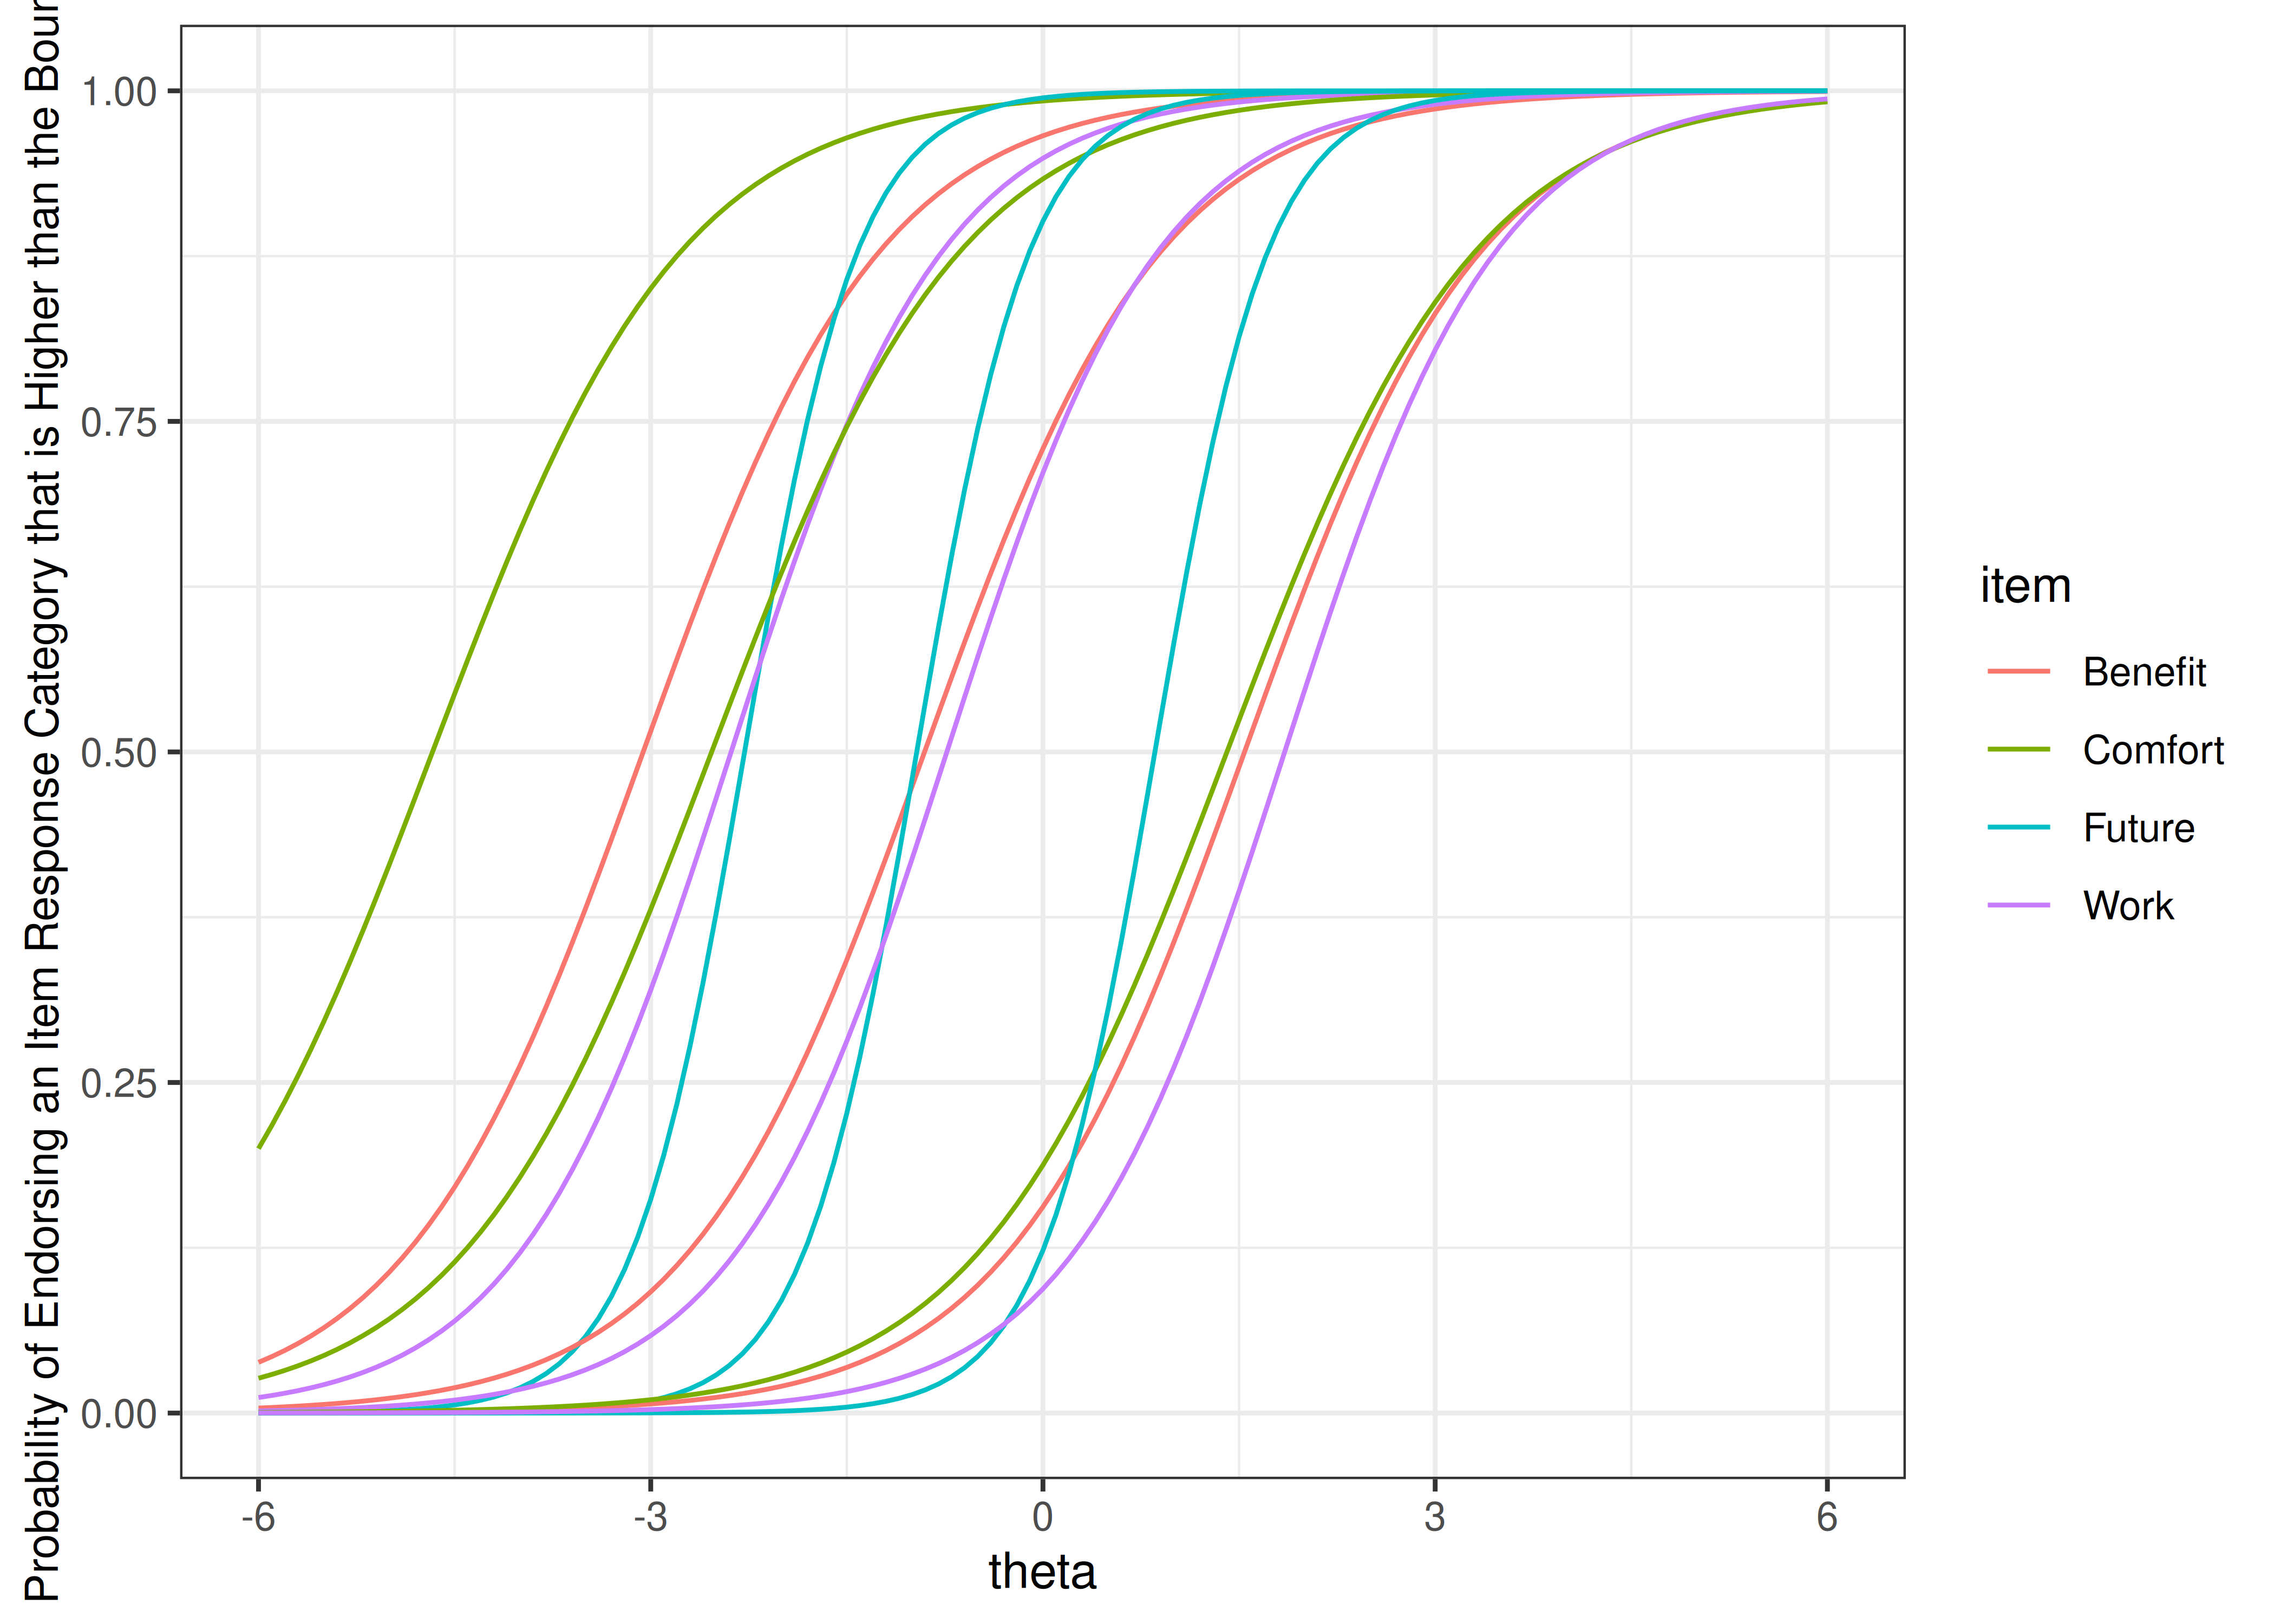 Probability of Endorsing an Item Response Category that is Higher than the
1.00
0.75
0.50
0.25
0.00
-6
-3
0
3
6
theta
item
Benefit
Comfort
Future
Work